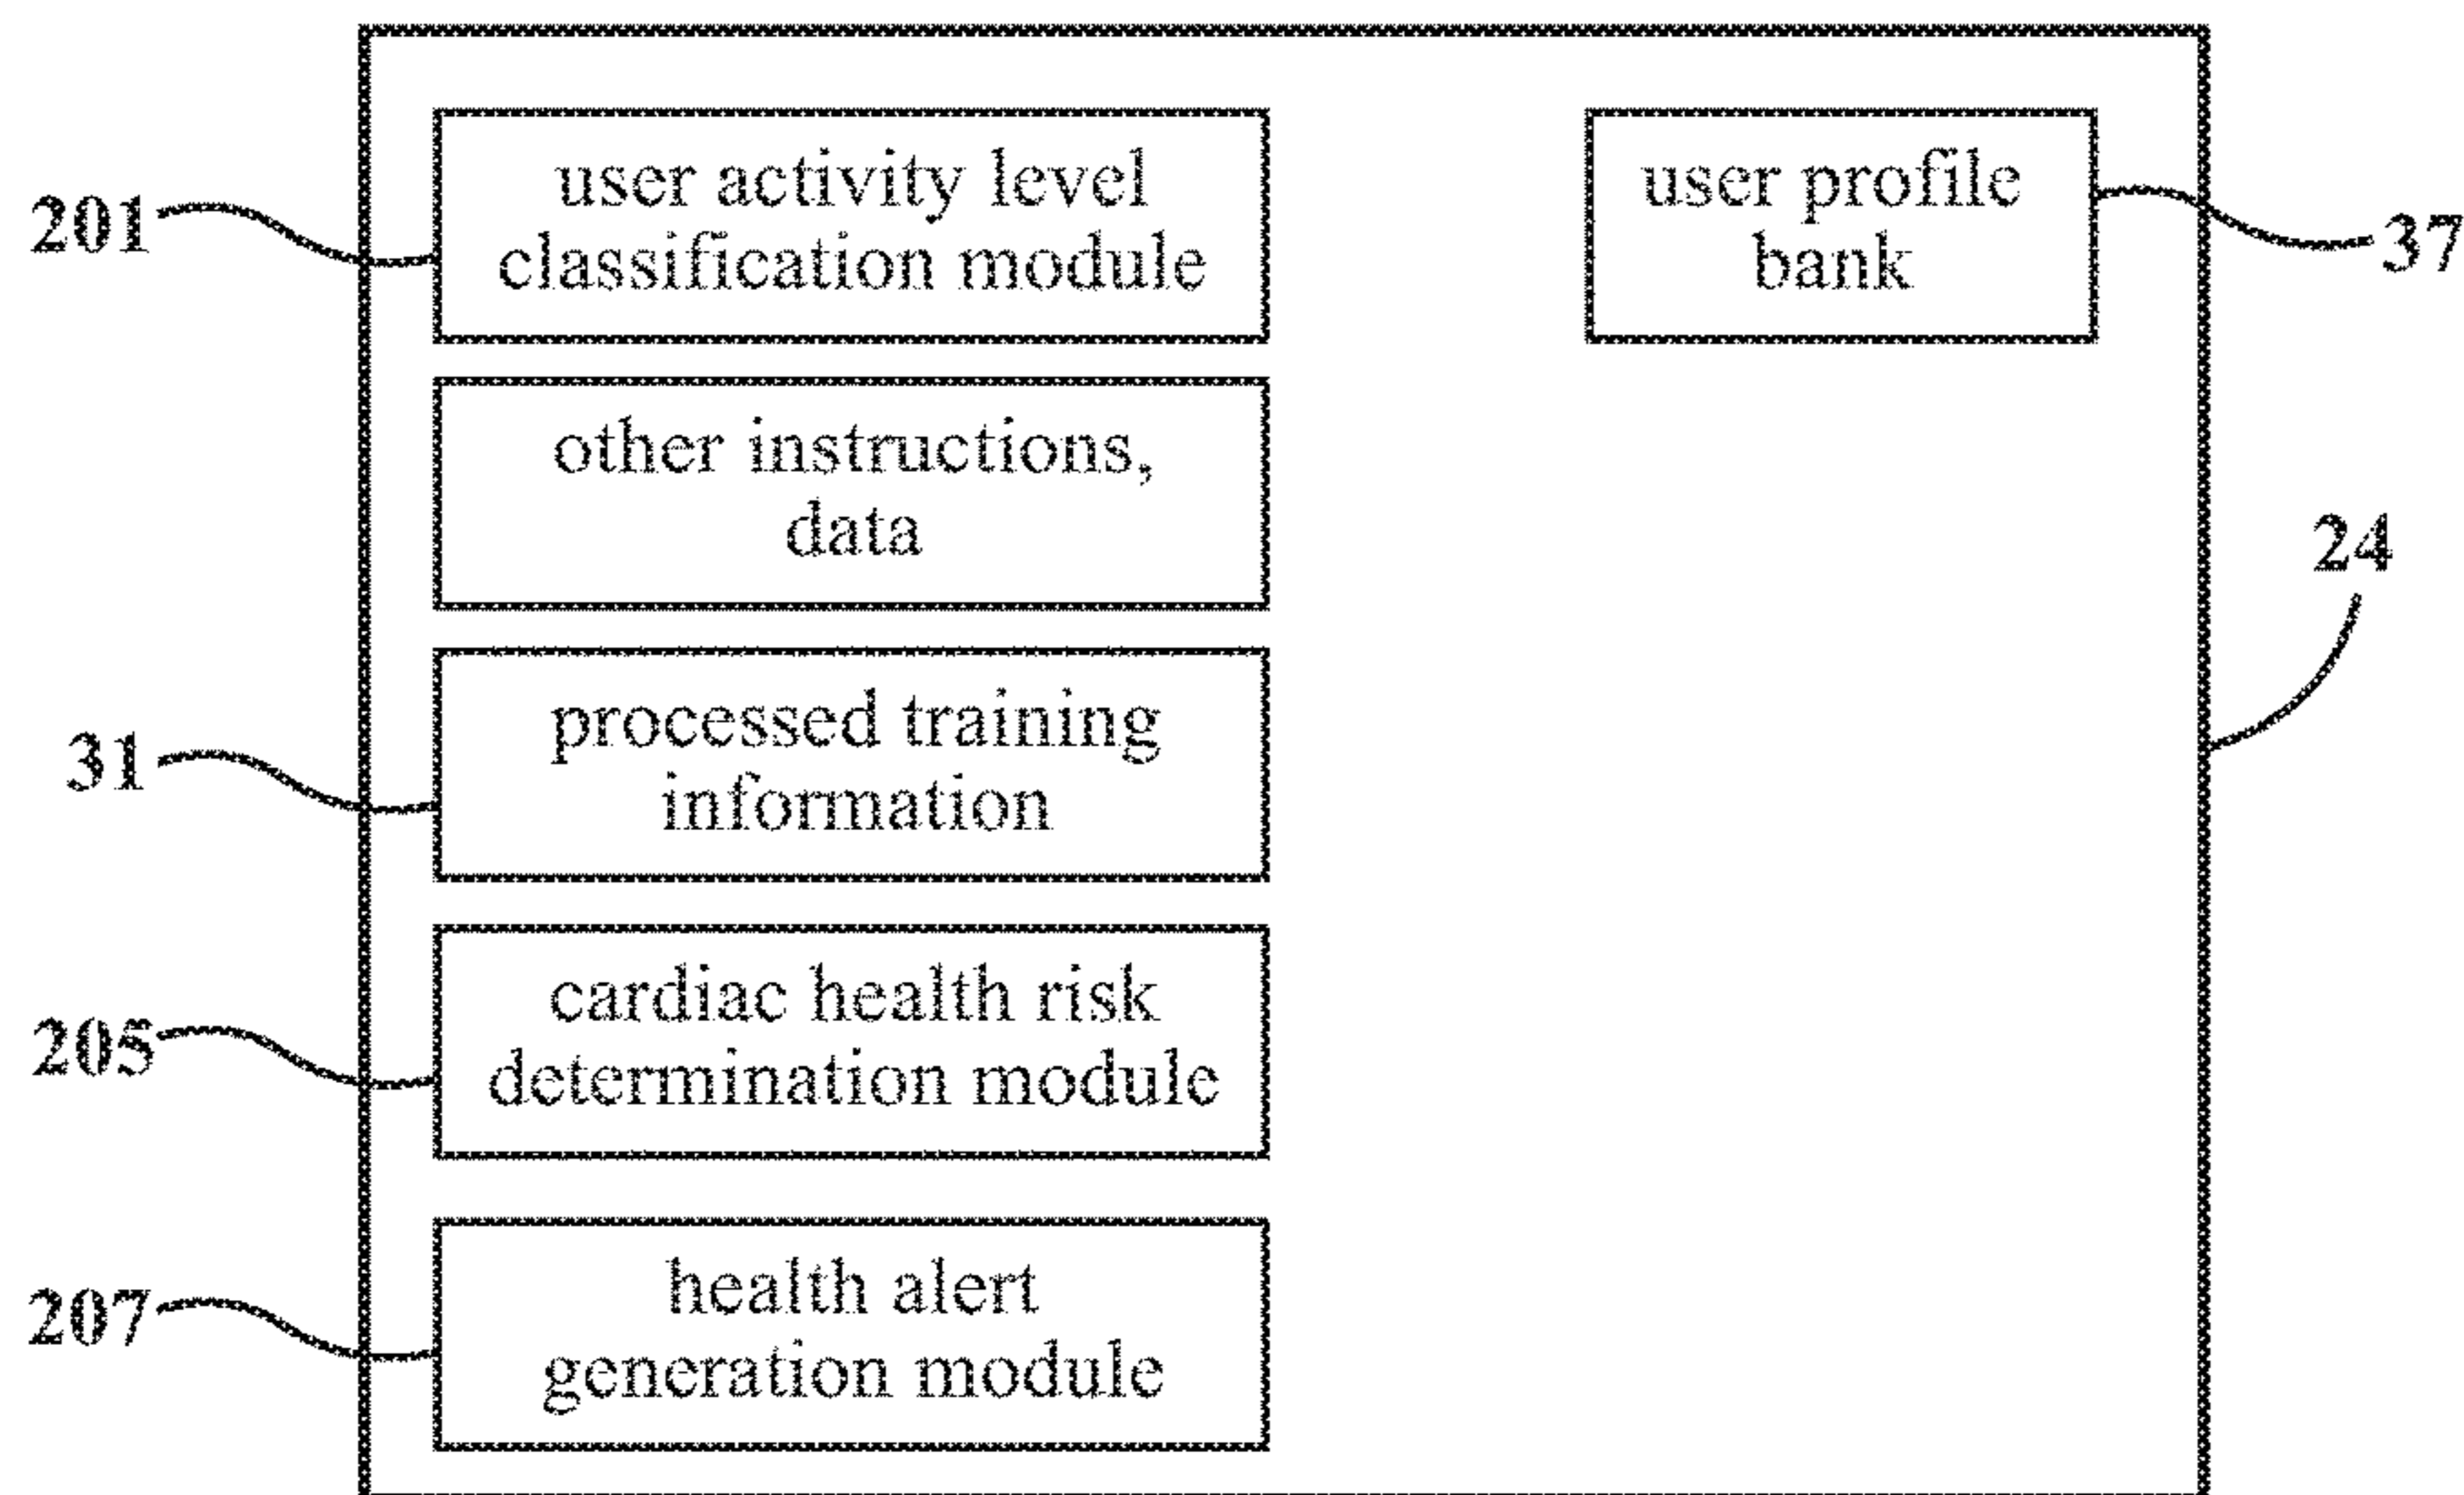 201
user activity level
classification module
user profile
bank
37
other instructions,
data
24
31
processed training
information
205
cardiac health risk
determination module
207
health alert
generation module